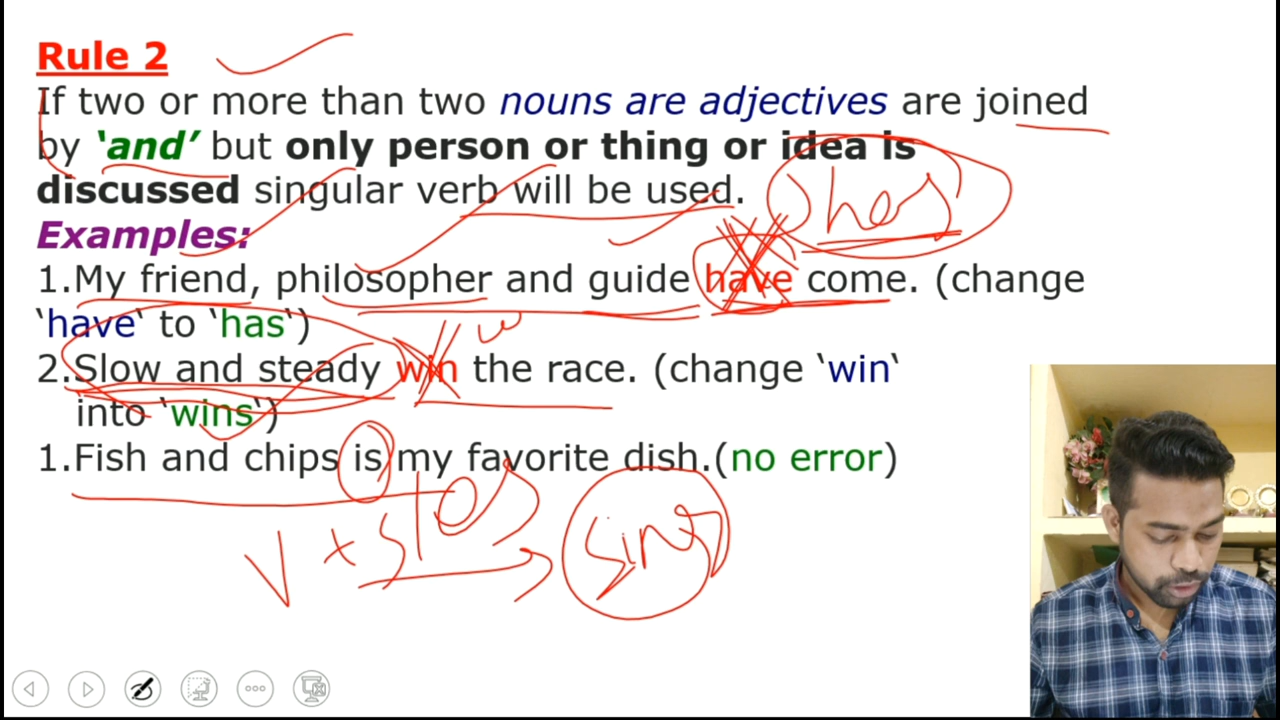 Rule 2
If two or more than two nouns are adjectives are joined
by ‘and’ but only person or thing or idea is
discussed singular verb will be used.
has
Examples:
1.My friend, philosopher and guide have come. (change
‘have‘ to ‘has‘)
2.Slow and steady win the race. (change ‘win‘
into ‘wins‘)
1.Fish and chips is my favorite dish.(no error)
V + s/es
sing